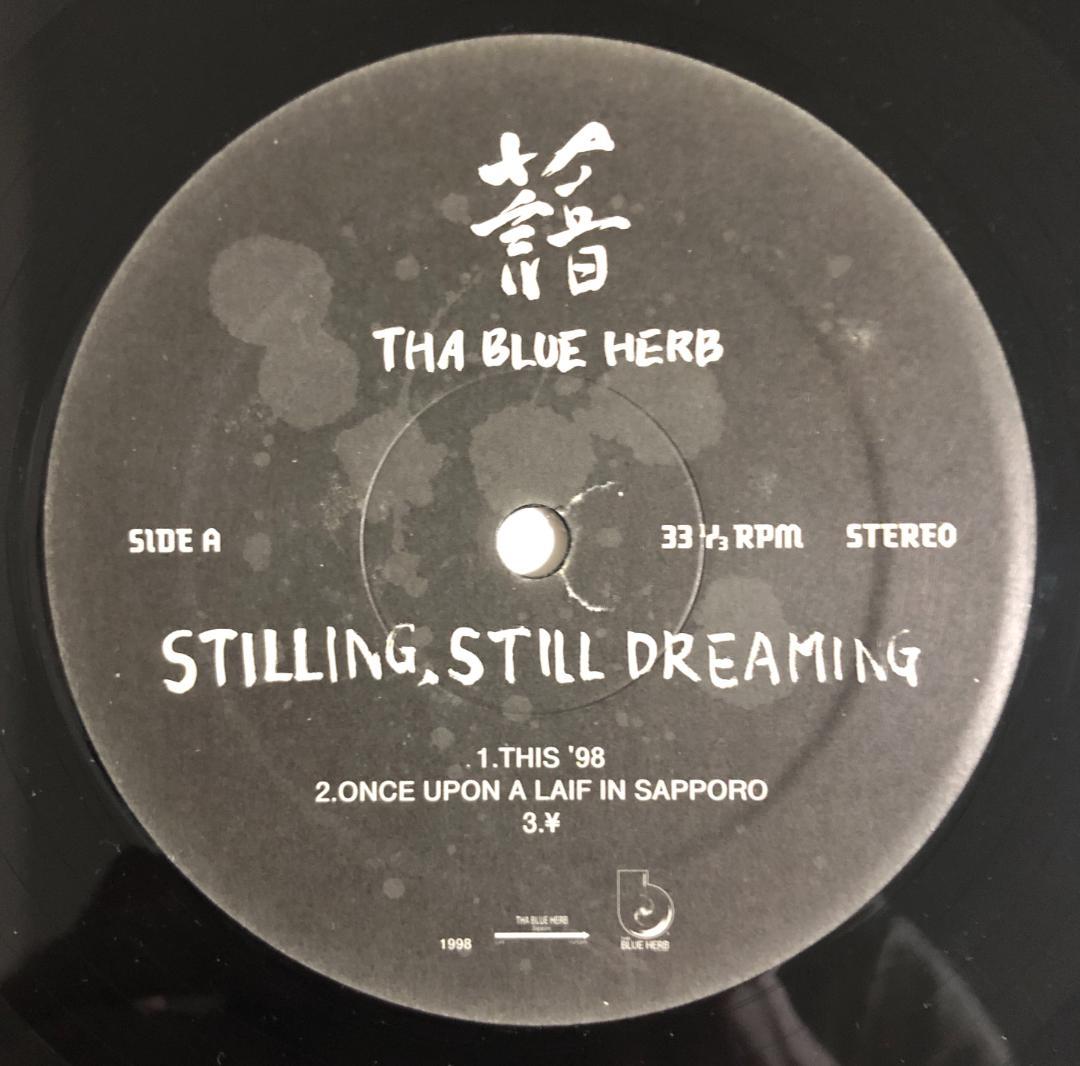 THA BLUE HERB
SIDE A
33 ⅓ RPM STEREO
STILLING, STILL DREAMING
1.THIS '98
2.ONCE UPON A LAIF IN SAPPORO
3.¥
1998
THA BLUE HERB
b
THA
BLUE HERB